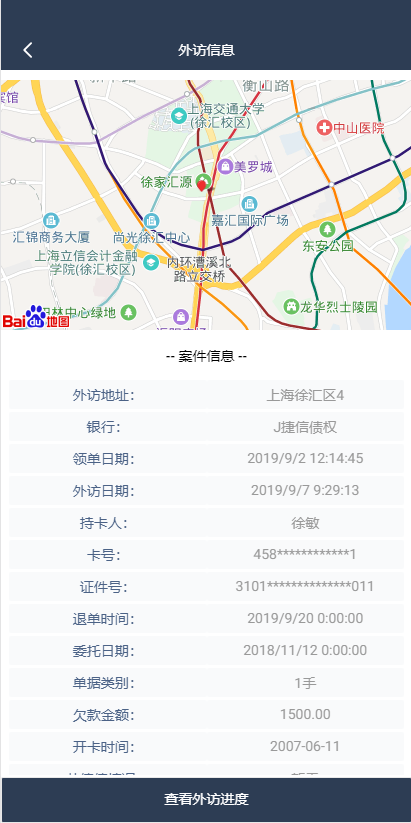 外访信息
衡山路
宾馆
上海交通大学
(徐汇校区)
中山医院
美罗城
徐家汇源
嘉汇国际广场
汇锦商务大厦
尚光徐汇中心
东安公园
上海立信会计金融
学院(徐汇校区)
内环漕溪北
路立交桥
龙华烈士陵园
林中心绿地
Bai du 地图
-- 案件信息 --
外访地址: 上海徐汇区4
银行: J捷信债权
领单日期: 2019/9/2 12:14:45
外访日期: 2019/9/7 9:29:13
持卡人: 徐敏
卡号: 458************1
证件号: 3101**************011
退单时间: 2019/9/20 0:00:00
委托日期: 2018/11/12 0:00:00
单据类别: 1手
欠款金额: 1500.00
开卡时间: 2007-06-11
查看外访进度